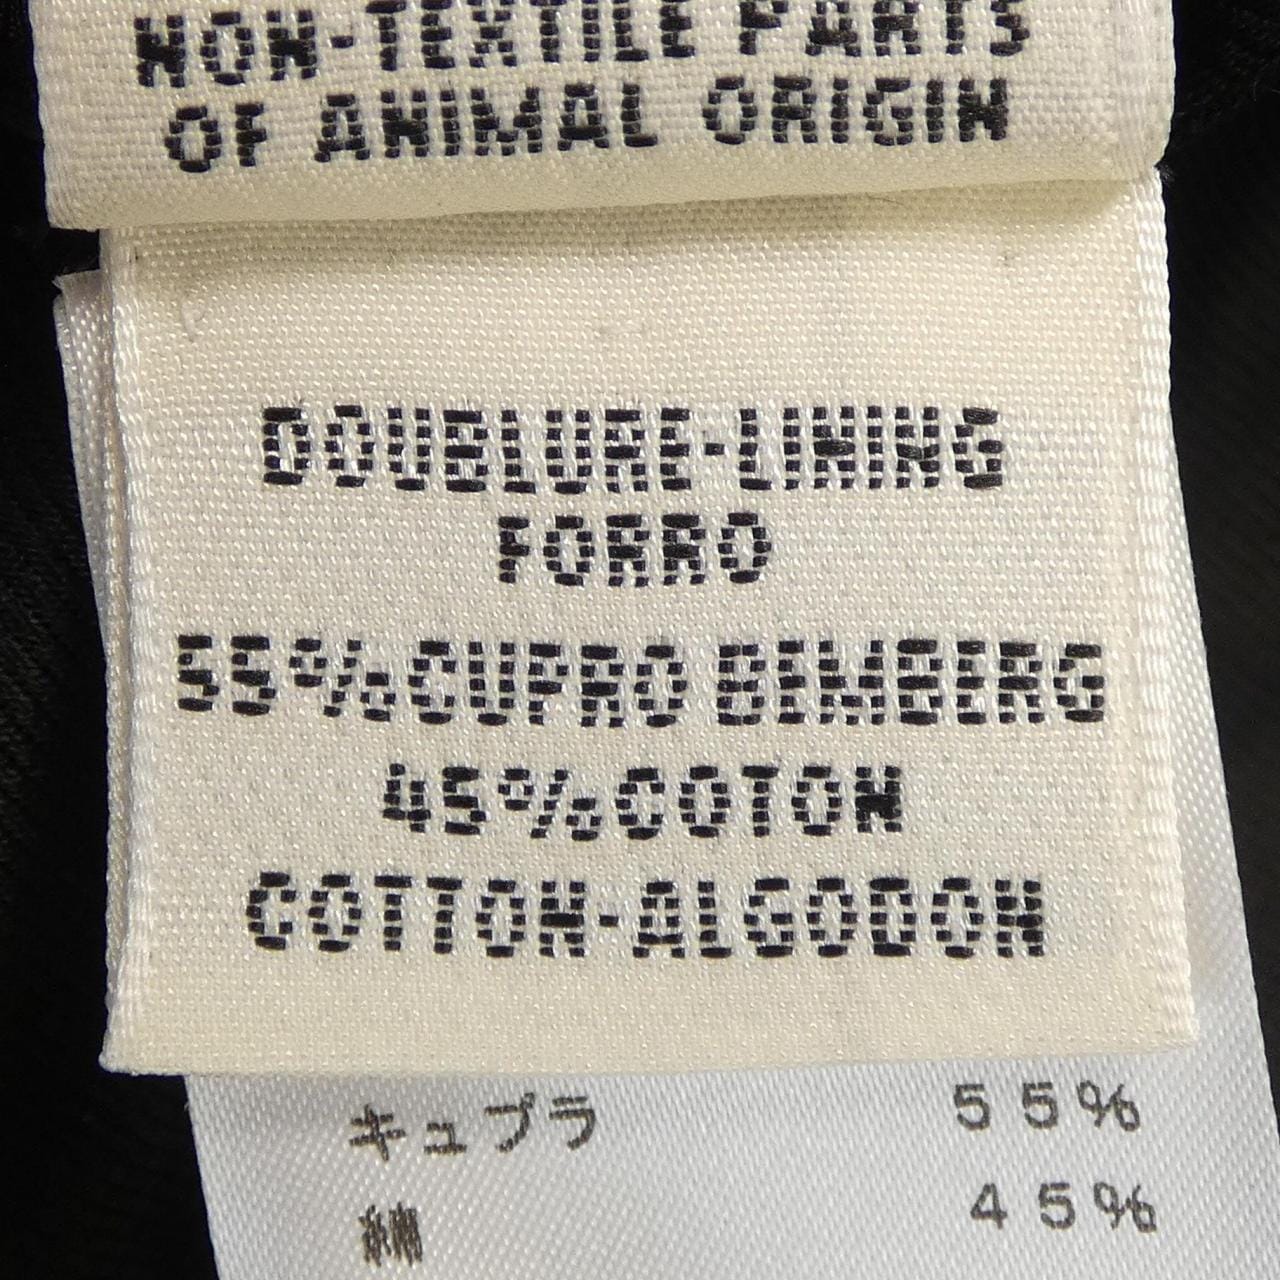 NON-TEXTILE PARTS
OF ANIMAL ORIGIN
DOUBLURE-LINING
FORRO
55%CUPRO BEMBERG
45%COTON
COTTON-ALGODON
キュプラ 55%
綿 45%